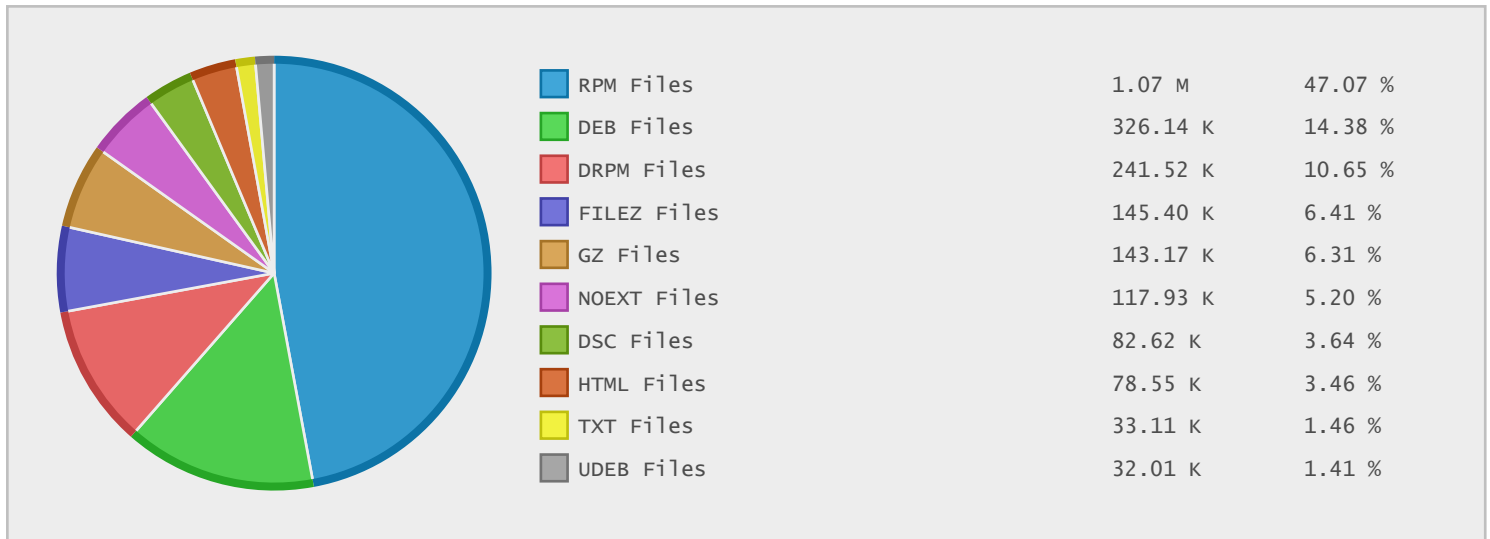 RPM Files 1.07 M 47.07 %
DEB Files 326.14 K 14.38 %
DRPM Files 241.52 K 10.65 %
FILEZ Files 145.40 K 6.41 %
GZ Files 143.17 K 6.31 %
NOEXT Files 117.93 K 5.20 %
DSC Files 82.62 K 3.64 %
HTML Files 78.55 K 3.46 %
TXT Files 33.11 K 1.46 %
UDEB Files 32.01 K 1.41 %